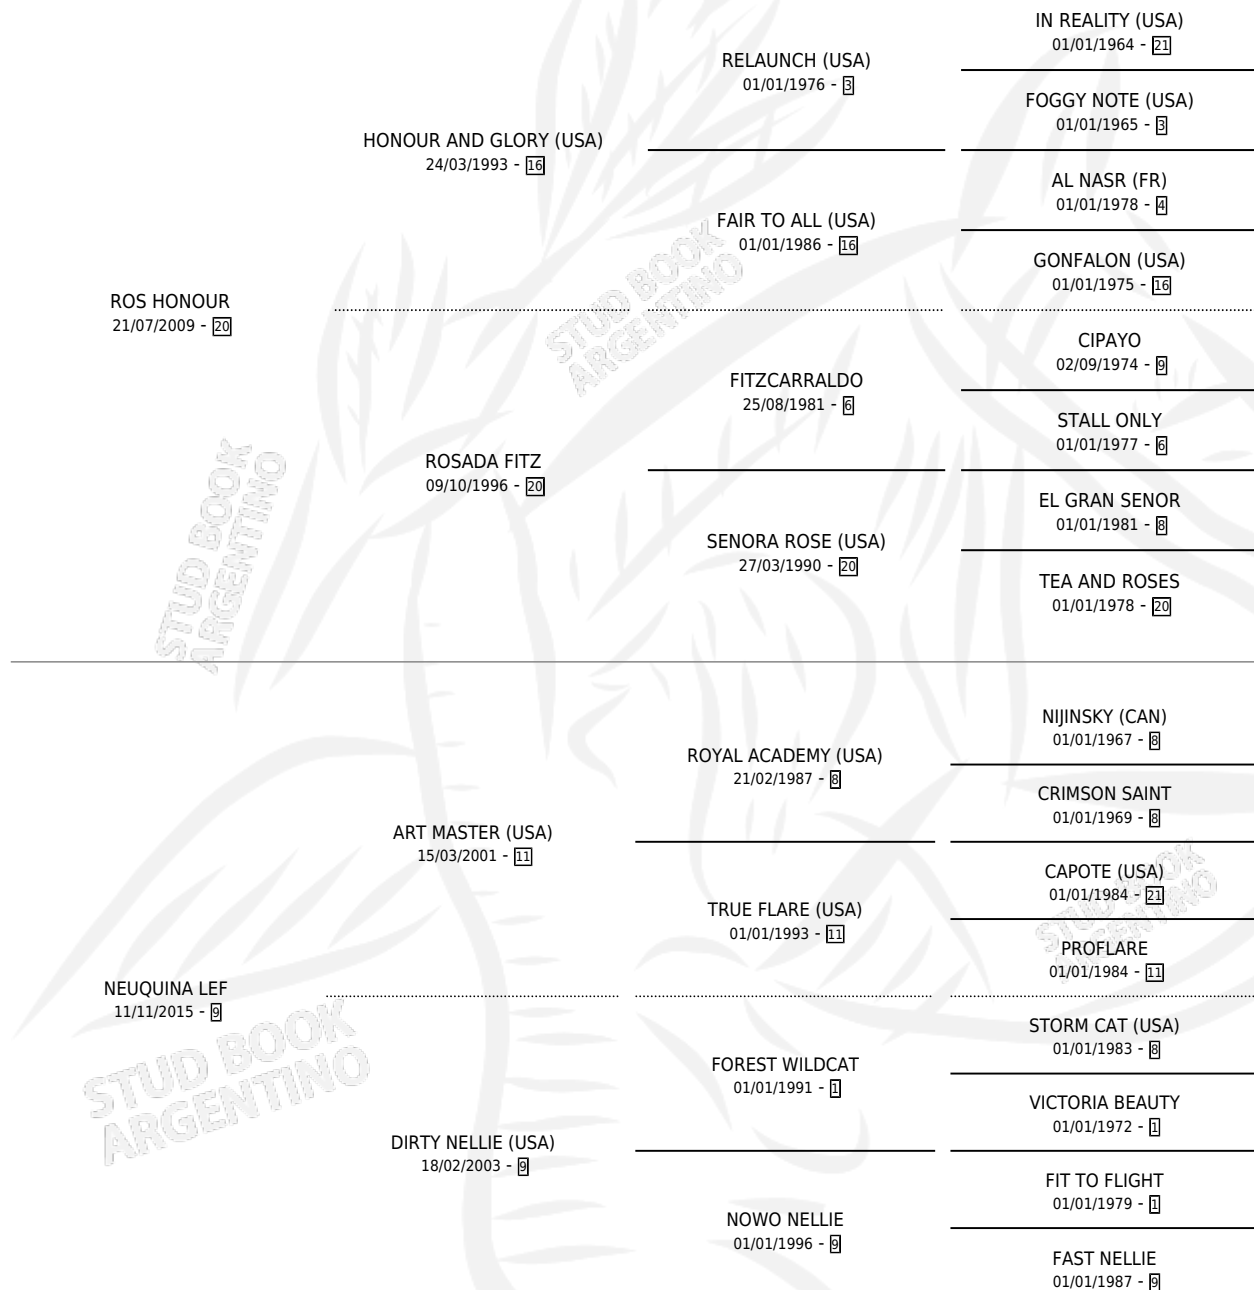 IN REALITY (USA)
01/01/1964 - 21
RELAUNCH (USA)
01/01/1976 - 3
FOGGY NOTE (USA)
01/01/1965 - 3
HONOUR AND GLORY (USA)
24/03/1993 - 16
AL NASR (FR)
01/01/1978 - 4
FAIR TO ALL (USA)
01/01/1986 - 16
GONFALON (USA)
01/01/1975 - 16
ROS HONOUR
21/07/2009 - 20
CIPAYO
02/09/1974 - 9
FITZCARRALDO
25/08/1981 - 6
STALL ONLY
01/01/1977 - 6
ROSADA FITZ
09/10/1996 - 20
EL GRAN SENOR
01/01/1981 - 8
SENORA ROSE (USA)
27/03/1990 - 20
TEA AND ROSES
01/01/1978 - 20
STUD BOOK
ARGENTINO
STUD BOOK
ARGENTINO
NIJINSKY (CAN)
01/01/1967 - 8
ROYAL ACADEMY (USA)
21/02/1987 - 8
CRIMSON SAINT
01/01/1969 - 8
ART MASTER (USA)
15/03/2001 - 11
CAPOTE (USA)
01/01/1984 - 21
TRUE FLARE (USA)
01/01/1993 - 11
PROFLARE
01/01/1984 - 11
NEUQUINA LEF
11/11/2015 - 9
STORM CAT (USA)
01/01/1983 - 8
FOREST WILDCAT
01/01/1991 - 1
VICTORIA BEAUTY
01/01/1972 - 1
DIRTY NELLIE (USA)
18/02/2003 - 9
FIT TO FLIGHT
01/01/1979 - 1
NOWO NELLIE
01/01/1996 - 9
FAST NELLIE
01/01/1987 - 9
STUD BOOK
ARGENTINO
STUD BOOK
ARGENTINO